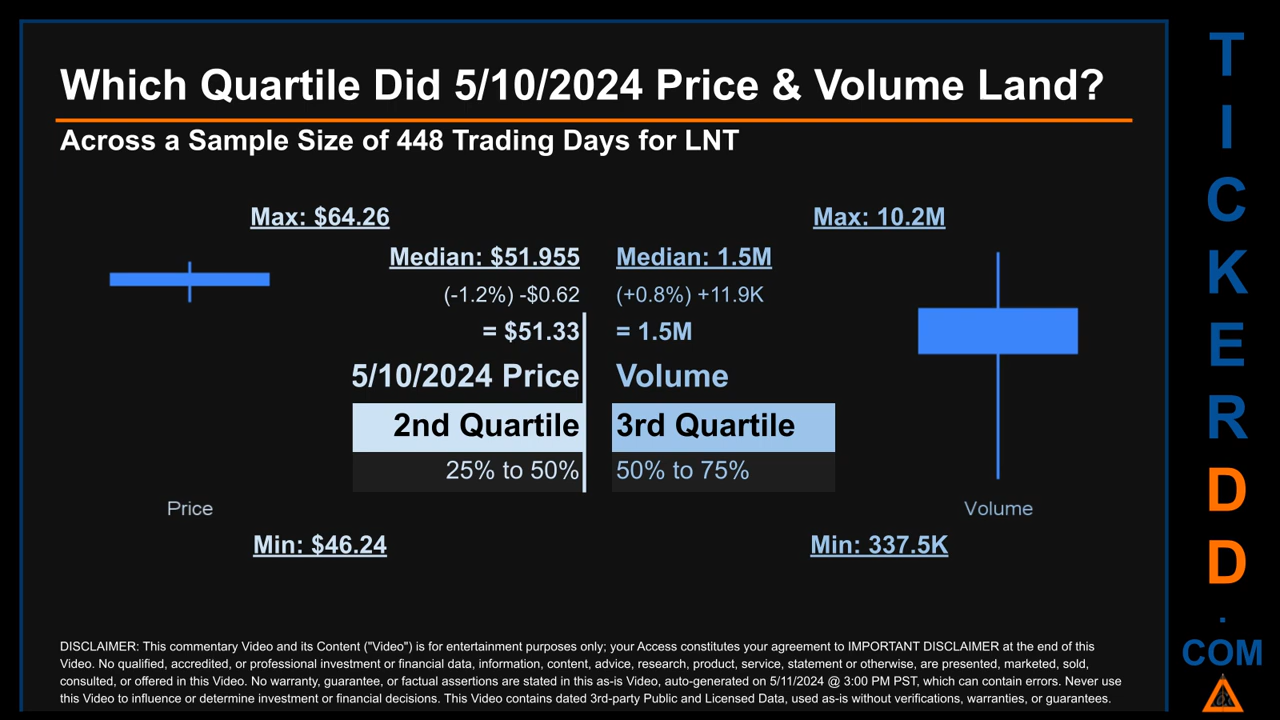 Which Quartile Did 5/10/2024 Price & Volume Land?
Across a Sample Size of 448 Trading Days for LNT
Max: $64.26
Median: $51.955
(-1.2%) -$0.62
= $51.33
5/10/2024 Price
2nd Quartile
25% to 50%
Price
Min: $46.24
Max: 10.2M
Median: 1.5M
(+0.8%) +11.9K
= 1.5M
Volume
3rd Quartile
50% to 75%
Volume
Min: 337.5K
DISCLAIMER: This commentary Video and its Content ("Video") is for entertainment purposes only; your Access constitutes your agreement to IMPORTANT DISCLAIMER at the end of this
Video. No qualified, accredited, or professional investment or financial data, information, content, advice, research, product, service, statement or otherwise, are presented, marketed, sold,
consulted, or offered in this Video. No warranty, guarantee, or factual assertions are stated in this as-is Video, auto-generated on 5/11/2024 @ 3:00 PM PST, which can contain errors. Never use
this Video to influence or determine investment or financial decisions. This Video contains dated 3rd-party Public and Licensed Data, used as-is without verifications, warranties, or guarantees.
T
I
C
K
E
R
D
D
.
COM